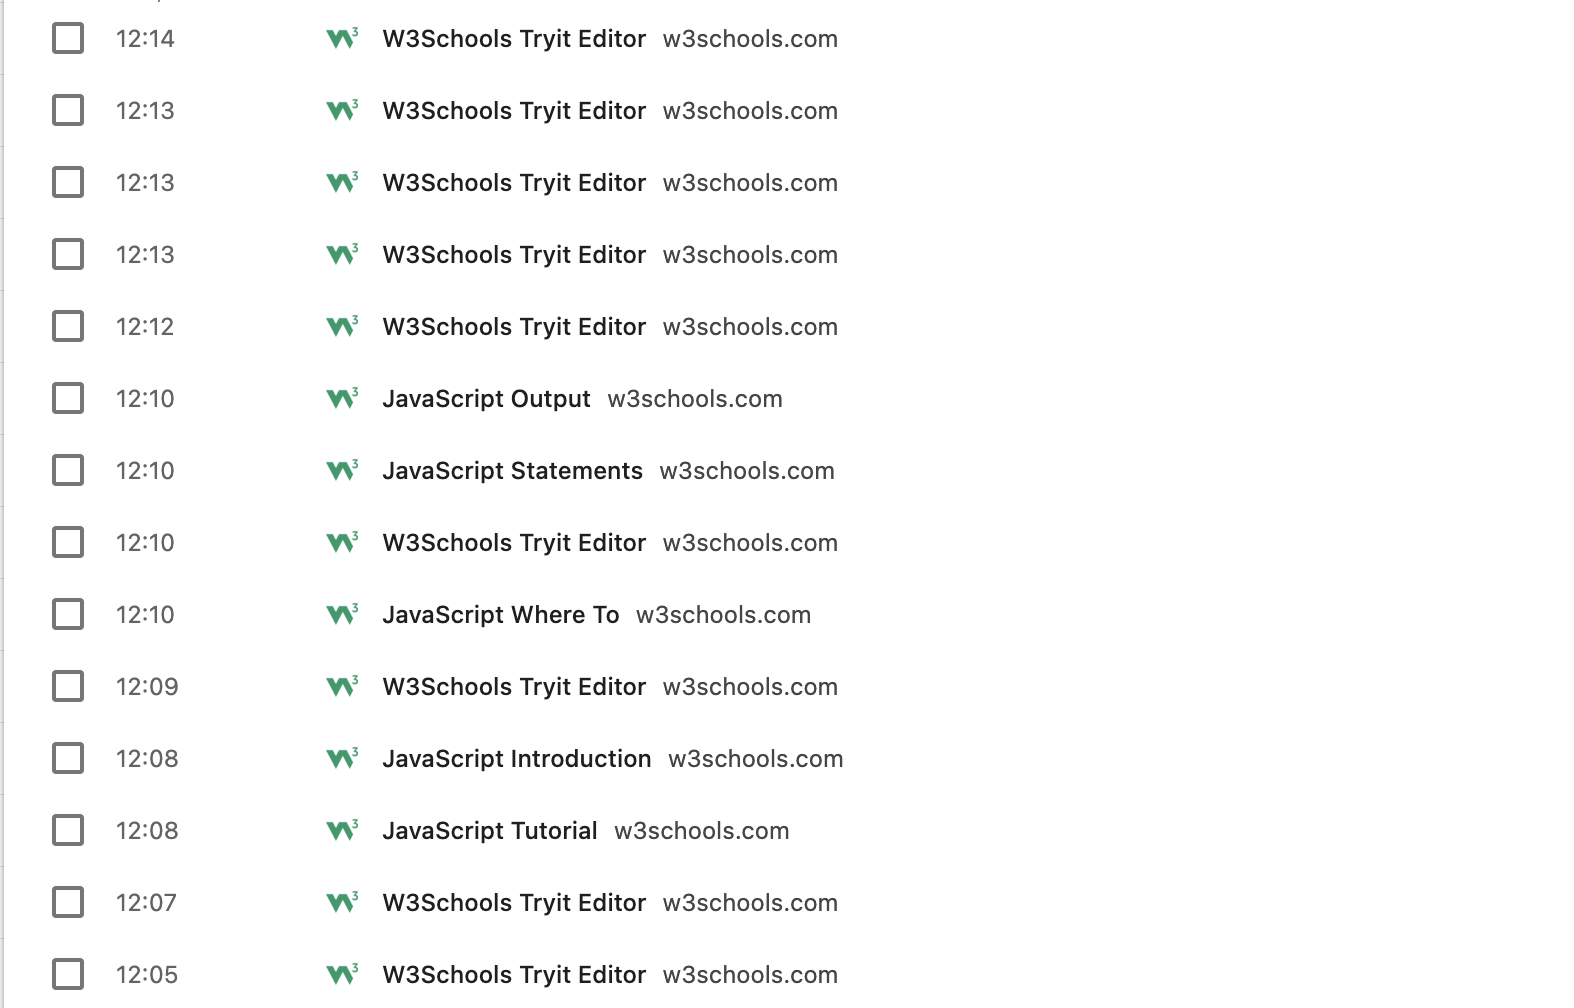 12:14 W3Schools Tryit Editor w3schools.com
12:13 W3Schools Tryit Editor w3schools.com
12:13 W3Schools Tryit Editor w3schools.com
12:13 W3Schools Tryit Editor w3schools.com
12:12 W3Schools Tryit Editor w3schools.com
12:10 JavaScript Output w3schools.com
12:10 JavaScript Statements w3schools.com
12:10 W3Schools Tryit Editor w3schools.com
12:10 JavaScript Where To w3schools.com
12:09 W3Schools Tryit Editor w3schools.com
12:08 JavaScript Introduction w3schools.com
12:08 JavaScript Tutorial w3schools.com
12:07 W3Schools Tryit Editor w3schools.com
12:05 W3Schools Tryit Editor w3schools.com